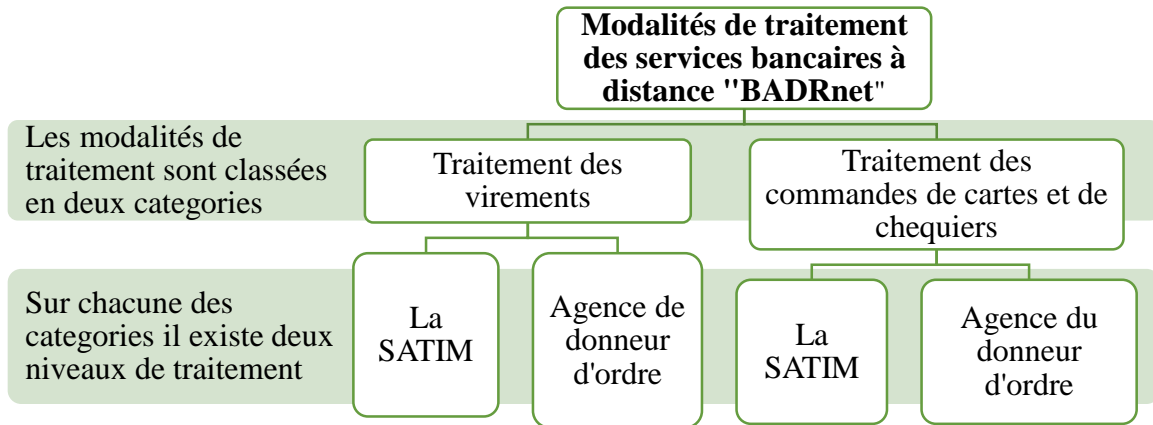 Modalités de traitement
des services bancaires à
distance "BADRnet"
Les modalités de
traitement sont classées
en deux categories
Traitement des
virements
Traitement des
commandes de cartes et de
chequiers
Sur chacune des
categories il existe deux
niveaux de traitement
La
SATIM
Agence de
donneur
d'ordre
La
SATIM
Agence du
donneur
d'ordre